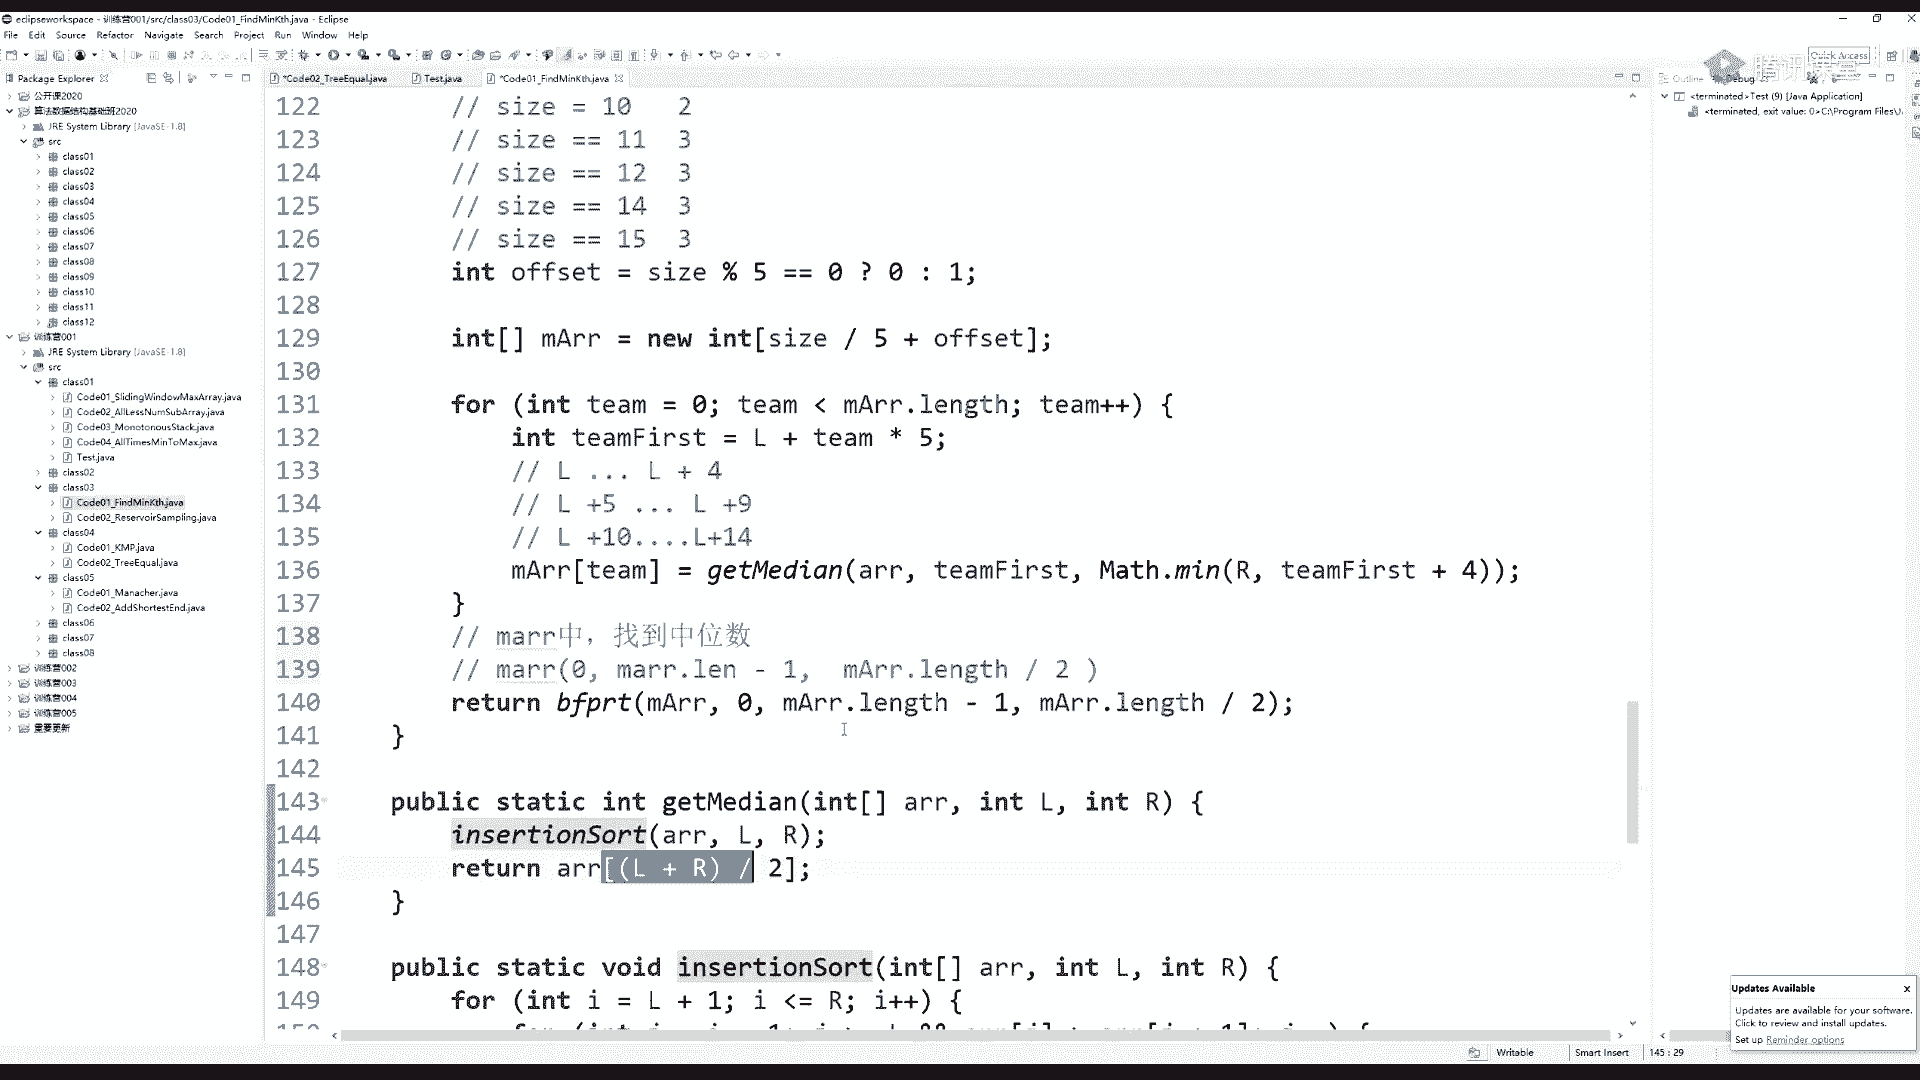 eclipseworkspace - 训练营001/src/class03/Code01_FindMinKth.java - Eclipse
File Edit Source Refactor Navigate Search Project Run Window Help
Quick Access
腾讯课堂
Package Explorer
*Code02_TreeEqual.java Test.java *Code01_FindMinKth.java
Outline Debug
公开课2020
算法数据结构基础班2020
JRE System Library [JavaSE-1.8]
src
class01
class02
class03
class04
class05
class06
class07
class08
class09
class10
class11
class12
训练营001
JRE System Library [JavaSE-1.8]
src
class01
Code01_SlidingWindowMaxArray.java
Code02_AllLessNumSubArray.java
Code03_MonotonousStack.java
Code04_AllTimesMinToMax.java
Test.java
class02
class03
Code01_FindMinKth.java
Code02_ReservoirSampling.java
class04
Code01_KMP.java
Code02_TreeEqual.java
class05
Code01_Manacher.java
Code02_AddShortestEnd.java
class06
class07
class08
训练营002
训练营003
训练营004
训练营005
重要更新
122 // size = 10 2
123 // size == 11 3
124 // size == 12 3
125 // size == 14 3
126 // size == 15 3
127 int offset = size % 5 == 0 ? 0 : 1;
128
129 int[] mArr = new int[size / 5 + offset];
130
131 for (int team = 0; team < mArr.length; team++) {
132 int teamFirst = L + team * 5;
133 // L ... L + 4
134 // L +5 ... L +9
135 // L +10....L+14
136 mArr[team] = getMedian(arr, teamFirst, Math.min(R, teamFirst + 4));
137 }
138 // marr中，找到中位数
139 // marr(0, marr.len - 1, mArr.length / 2 )
140 return bfprt(mArr, 0, mArr.length - 1, mArr.length / 2);
141 }
142
143 public static int getMedian(int[] arr, int L, int R) {
144 insertionSort(arr, L, R);
145 return arr[(L + R) / 2];
146 }
147
148 public static void insertionSort(int[] arr, int L, int R) {
149 for (int i = L + 1; i <= R; i++) {
<terminated>Test (9) [Java Application]
<terminated, exit value: 0>C:\Program Files\J
Updates Available
Updates are available for your software.
Click to review and install updates.
Set up Reminder options
Writable Smart Insert 145 : 29